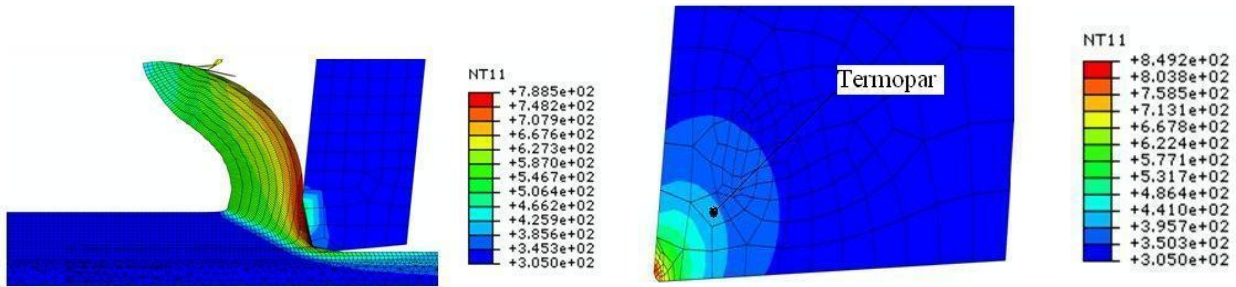 NT11
+7.885e+02
+7.482e+02
+7.079e+02
+6.676e+02
+6.273e+02
+5.870e+02
+5.467e+02
+5.064e+02
+4.662e+02
+4.259e+02
+3.856e+02
+3.453e+02
+3.050e+02
Termopar
NT11
+8.492e+02
+8.038e+02
+7.585e+02
+7.131e+02
+6.678e+02
+6.224e+02
+5.771e+02
+5.317e+02
+4.864e+02
+4.410e+02
+3.957e+02
+3.503e+02
+3.050e+02